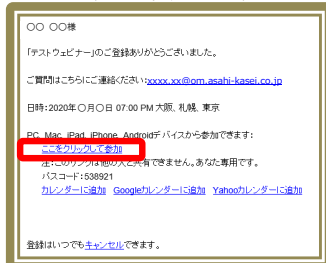 ○○ ○○様
「テストウェビナー」のご登録ありがとうございました。
ご質問はこちらにご連絡ください:xxxx.xx@om.asahi-kasei.co.jp
日時:2020年○月○日 07:00 PM 大阪、札幌、東京
PC, Mac, iPad, iPhone, Androidデバイスから参加できます:
ここをクリックして参加
注:このリンクは他の人と共有できません。あなた専用です。
パスコード:538921
カレンダーに追加 Googleカレンダーに追加 Yahooカレンダーに追加
登録はいつでもキャンセルできます。